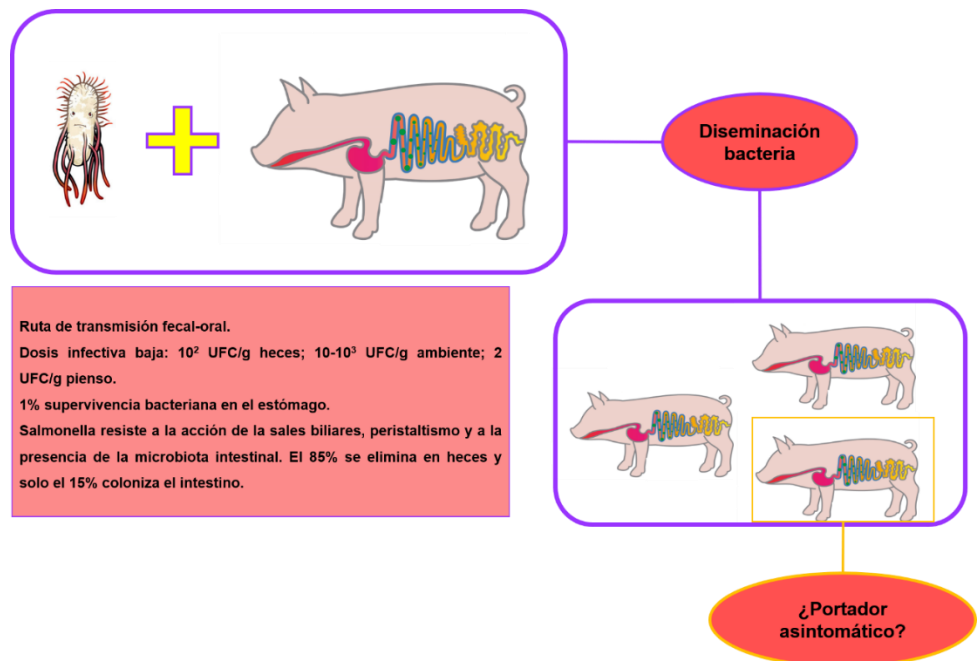 Diseminación
bacteria
Ruta de transmisión fecal-oral.
Dosis infectiva baja: 10² UFC/g heces; 10-10³ UFC/g ambiente; 2
UFC/g pienso.
1% supervivencia bacteriana en el estómago.
Salmonella resiste a la acción de la sales biliares, peristaltismo y a la
presencia de la microbiota intestinal. El 85% se elimina en heces y
solo el 15% coloniza el intestino.
¿Portador
asintomático?